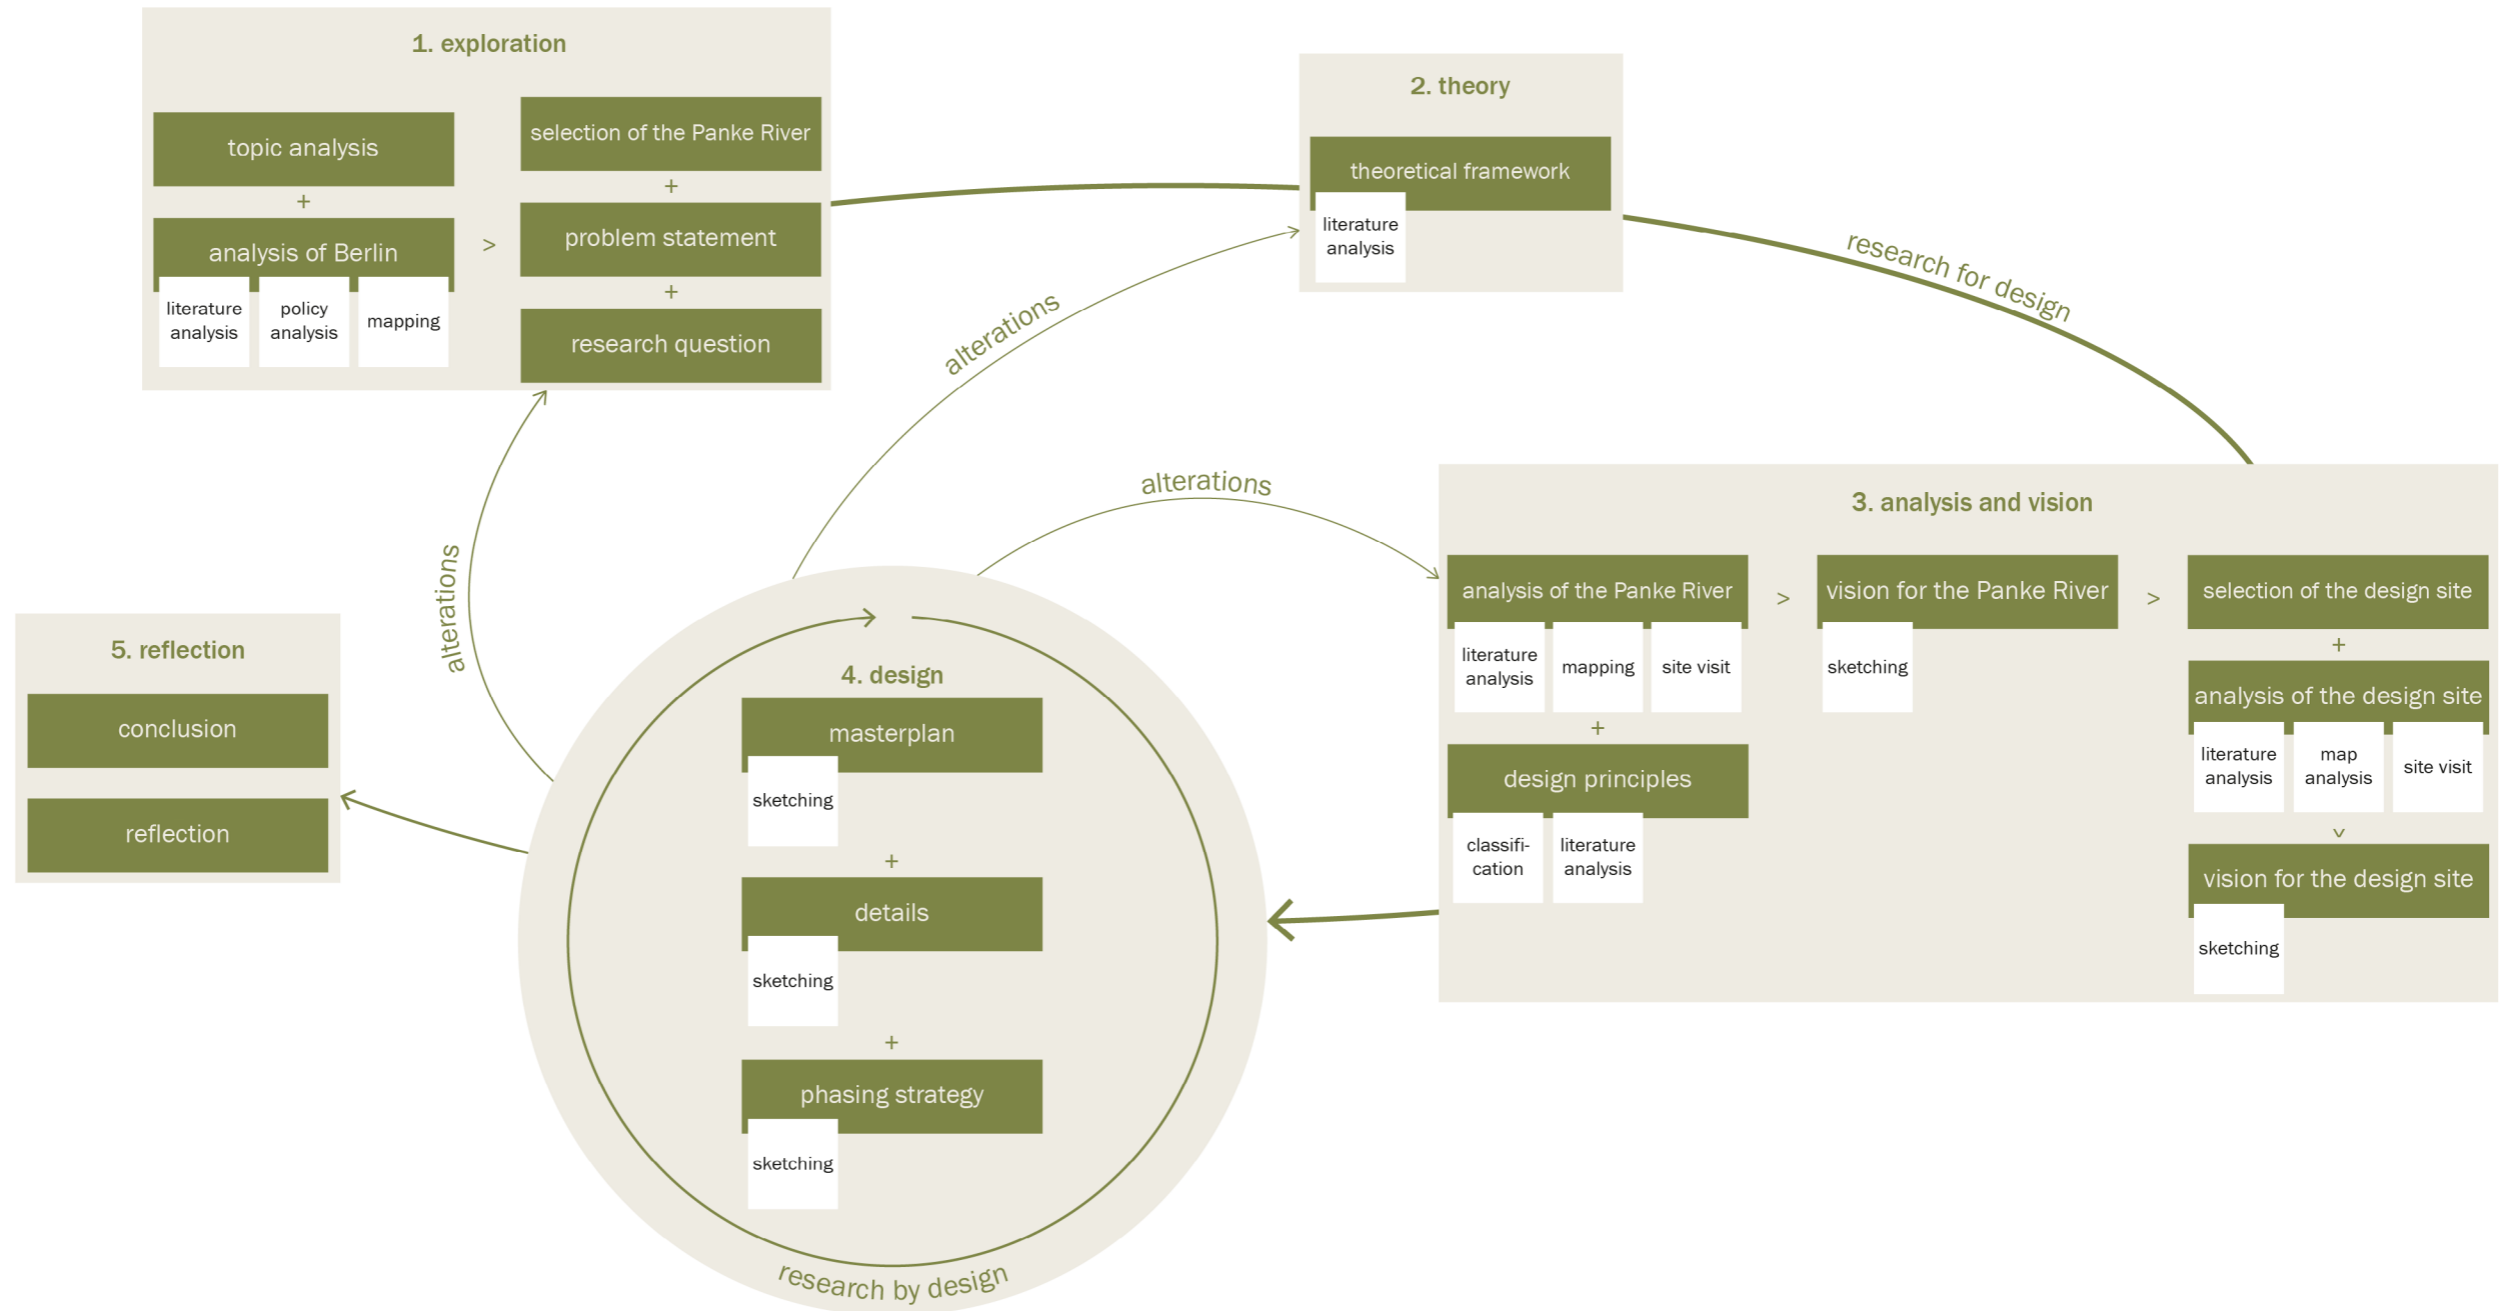 1. exploration
topic analysis
+
analysis of Berlin
literature
analysis
policy
analysis
mapping
>
selection of the Panke River
+
problem statement
+
research question
2. theory
theoretical framework
literature
analysis
research for design
alterations
alterations
alterations
3. analysis and vision
analysis of the Panke River
literature
analysis
mapping
site visit
+
design principles
classifi-
cation
literature
analysis
>
vision for the Panke River
sketching
>
selection of the design site
+
analysis of the design site
literature
analysis
map
analysis
site visit
>
vision for the design site
sketching
4. design
masterplan
sketching
+
details
sketching
+
phasing strategy
sketching
research by design
5. reflection
conclusion
reflection